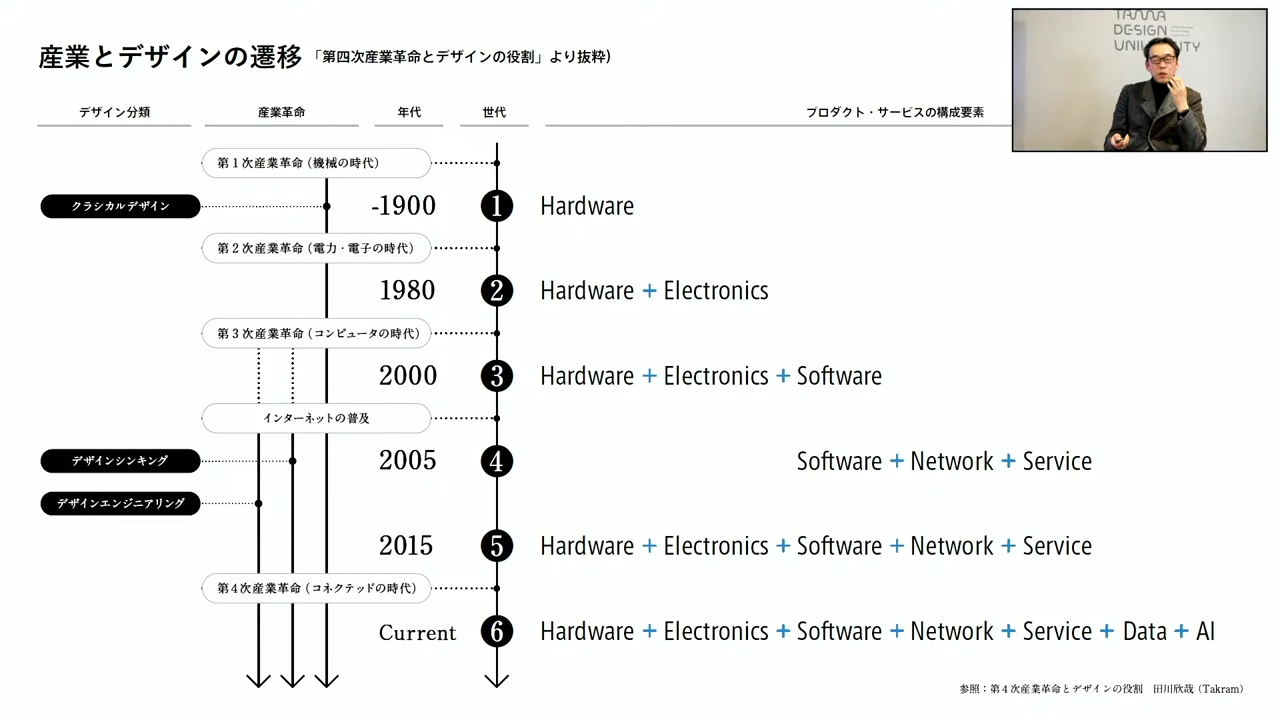 産業とデザインの遷移 「第四次産業革命とデザインの役割」より抜粋)
TAMA
DESIGN
UNIVERSITY
デザイン分類 産業革命 年代 世代 プロダクト・サービスの構成要素
第1次産業革命(機械の時代)
クラシカルデザイン -1900 1 Hardware
第2次産業革命(電力・電子の時代)
1980 2 Hardware + Electronics
第3次産業革命(コンピュータの時代)
2000 3 Hardware + Electronics + Software
インターネットの普及
デザインシンキング 2005 4 Software + Network + Service
デザインエンジニアリング
2015 5 Hardware + Electronics + Software + Network + Service
第4次産業革命(コネクテッドの時代)
Current 6 Hardware + Electronics + Software + Network + Service + Data + AI
参照:第4次産業革命とデザインの役割 田川欣哉(Takram)